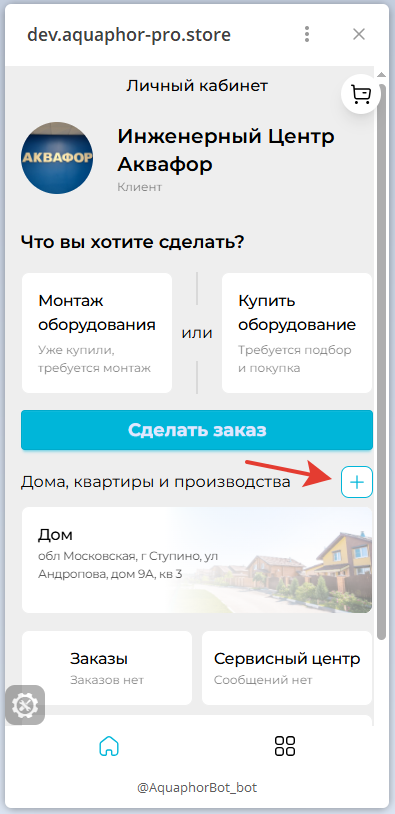 dev.aquaphor-pro.store
Личный кабинет
АКВАФОР
Инженерный Центр
Аквафор
Клиент
Что вы хотите сделать?
Монтаж
оборудования
Уже купили,
требуется монтаж
или
Купить
оборудование
Требуется подбор
и покупка
Сделать заказ
Дома, квартиры и производства
Дом
обл Московская, г Ступино, ул
Андропова, дом 9А, кв 3
Заказы
Заказов нет
Сервисный центр
Сообщений нет
@AquaphorBot_bot